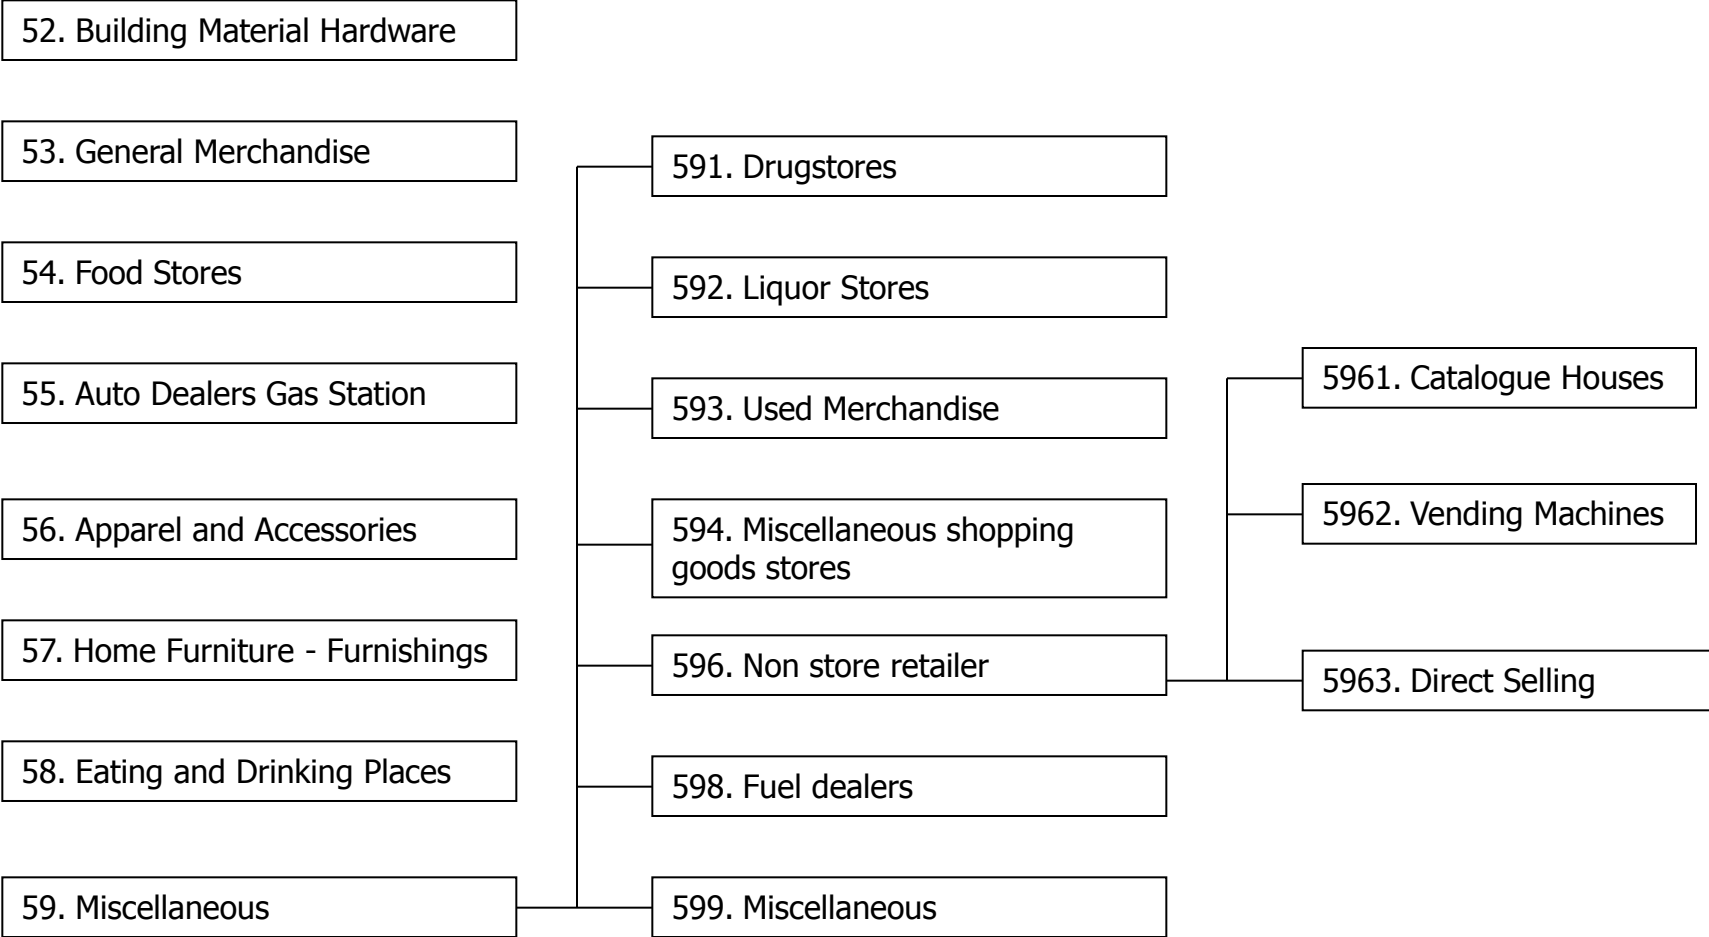 52. Building Material Hardware
53. General Merchandise
54. Food Stores
55. Auto Dealers Gas Station
56. Apparel and Accessories
57. Home Furniture - Furnishings
58. Eating and Drinking Places
59. Miscellaneous
591. Drugstores
592. Liquor Stores
593. Used Merchandise
594. Miscellaneous shopping
goods stores
596. Non store retailer
598. Fuel dealers
599. Miscellaneous
5961. Catalogue Houses
5962. Vending Machines
5963. Direct Selling